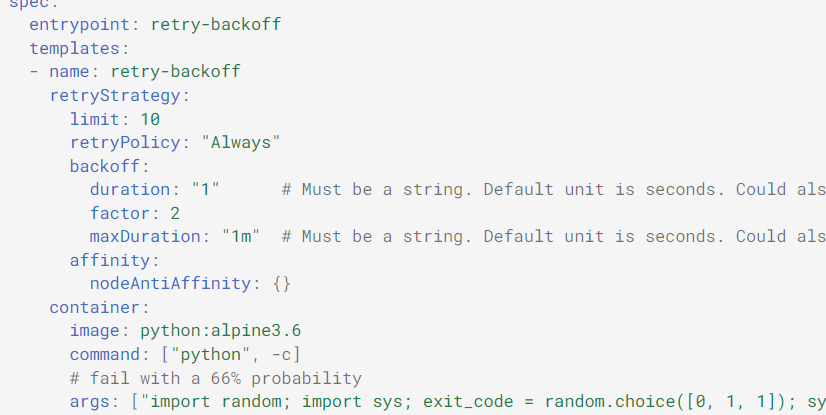 spec:
  entrypoint: retry-backoff
  templates:
  - name: retry-backoff
    retryStrategy:
      limit: 10
      retryPolicy: "Always"
      backoff:
        duration: "1"      # Must be a string. Default unit is seconds. Could als
        factor: 2
        maxDuration: "1m"  # Must be a string. Default unit is seconds. Could als
      affinity:
        nodeAntiAffinity: {}
    container:
      image: python:alpine3.6
      command: ["python", -c]
      # fail with a 66% probability
      args: ["import random; import sys; exit_code = random.choice([0, 1, 1]); sy